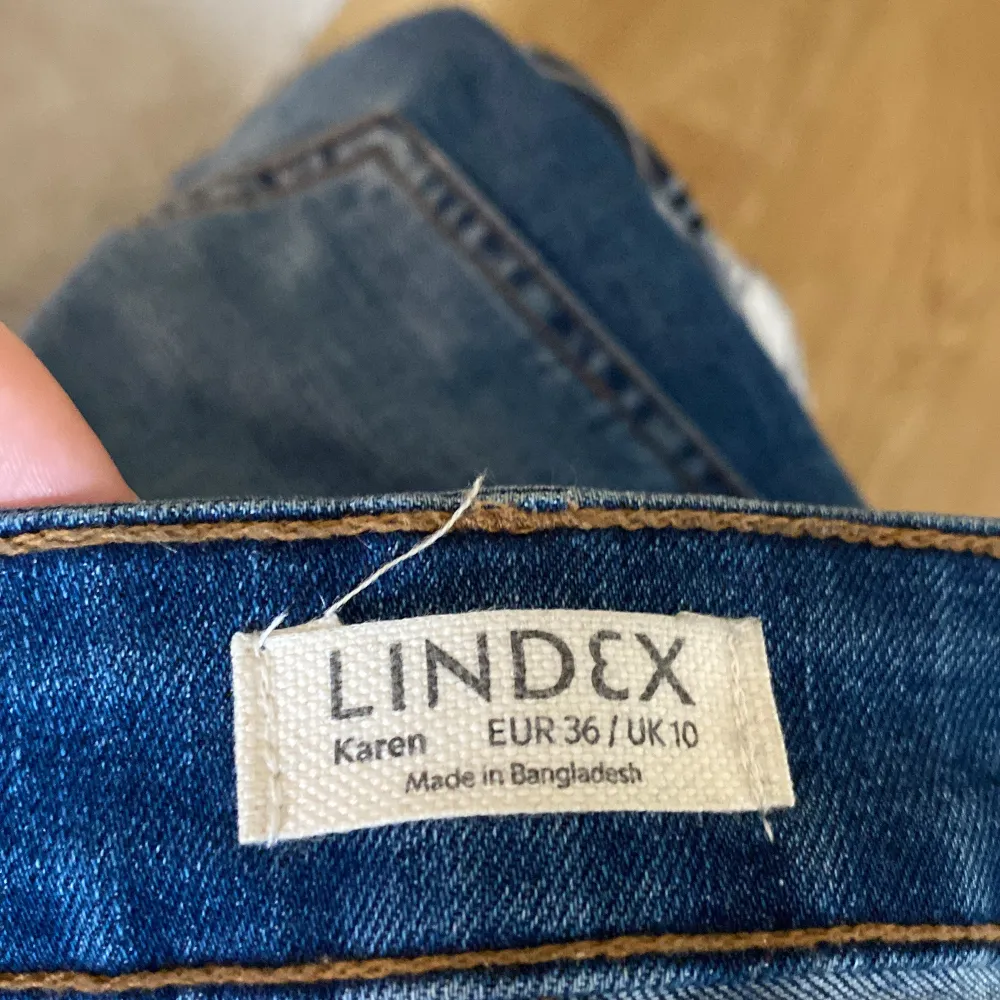 LINDEX
Karen EUR 36 / UK 10
Made in Bangladesh